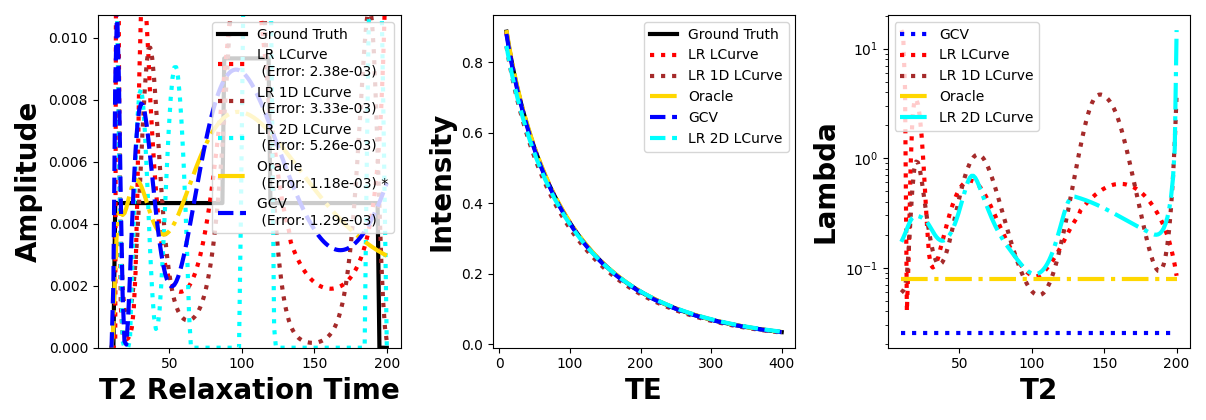 Amplitude
0.010
0.008
0.006
0.004
0.002
0.000
50
100
150
200
T2 Relaxation Time
Ground Truth
LR LCurve
(Error: 2.38e-03)
LR 1D LCurve
(Error: 3.33e-03)
LR 2D LCurve
(Error: 5.26e-03)
Oracle
(Error: 1.18e-03) *
GCV
(Error: 1.29e-03)
Intensity
0.8
0.6
0.4
0.2
0.0
0
100
200
300
400
TE
Ground Truth
LR LCurve
LR 1D LCurve
Oracle
GCV
LR 2D LCurve
Lambda
10¹
10⁰
10⁻¹
50
100
150
200
T2
GCV
LR LCurve
LR 1D LCurve
Oracle
LR 2D LCurve